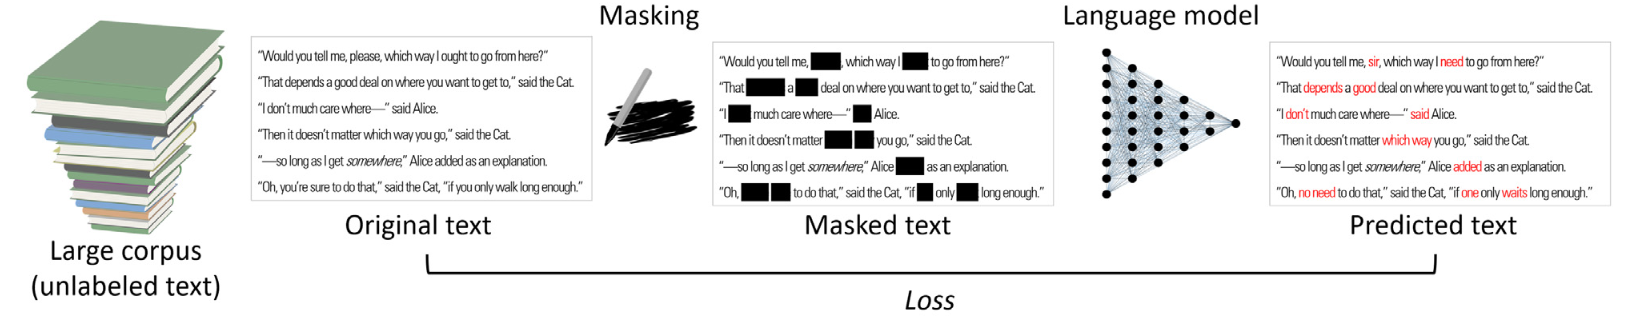 Large corpus
(unlabeled text)
"Would you tell me, please, which way I ought to go from here?"
"That depends a good deal on where you want to get to," said the Cat.
"I don't much care where—" said Alice.
"Then it doesn't matter which way you go," said the Cat.
"—so long as I get somewhere," Alice added as an explanation.
"Oh, you're sure to do that," said the Cat, "if you only walk long enough."
Original text
Masking
"Would you tell me, , which way I to go from here?"
"That a deal on where you want to get to," said the Cat.
"I much care where—" Alice.
"Then it doesn't matter you go," said the Cat.
"—so long as I get somewhere," Alice as an explanation.
"Oh, to do that," said the Cat, "if only long enough."
Masked text
Language model
"Would you tell me, sir, which way I need to go from here?"
"That depends a good deal on where you want to get to," said the Cat.
"I don't much care where—" said Alice.
"Then it doesn't matter which way you go," said the Cat.
"—so long as I get somewhere," Alice added as an explanation.
"Oh, no need to do that," said the Cat, "if one only waits long enough."
Predicted text
Loss